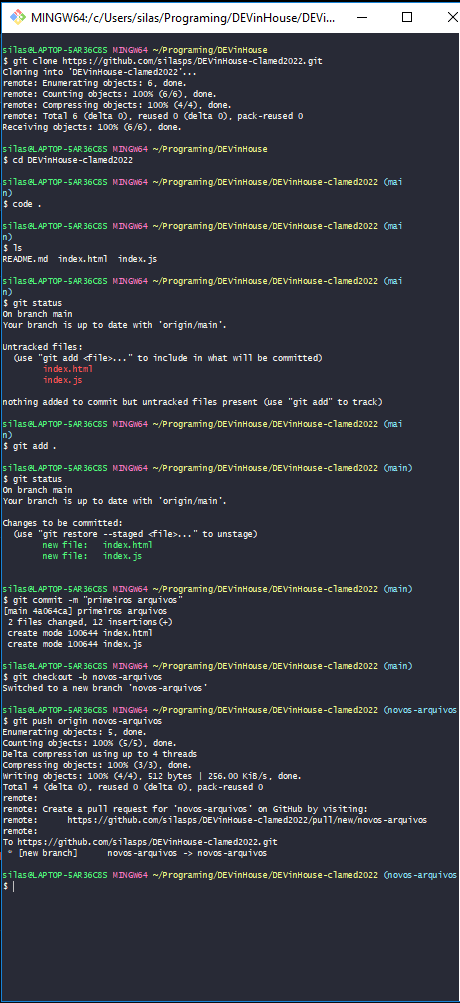 MINGW64:/c/Users/silas/Programing/DEVinHouse/DEVi...
silas@LAPTOP-5AR36C8S MINGW64 ~/Programing/DEVinHouse
$ git clone https://github.com/silasps/DEVinHouse-clamed2022.git
Cloning into 'DEVinHouse-clamed2022'...
remote: Enumerating objects: 6, done.
remote: Counting objects: 100% (6/6), done.
remote: Compressing objects: 100% (4/4), done.
remote: Total 6 (delta 0), reused 0 (delta 0), pack-reused 0
Receiving objects: 100% (6/6), done.
silas@LAPTOP-5AR36C8S MINGW64 ~/Programing/DEVinHouse
$ cd DEVinHouse-clamed2022
silas@LAPTOP-5AR36C8S MINGW64 ~/Programing/DEVinHouse/DEVinHouse-clamed2022 (mai
n)
$ code .
silas@LAPTOP-5AR36C8S MINGW64 ~/Programing/DEVinHouse/DEVinHouse-clamed2022 (mai
n)
$ ls
README.md  index.html  index.js
silas@LAPTOP-5AR36C8S MINGW64 ~/Programing/DEVinHouse/DEVinHouse-clamed2022 (mai
n)
$ git status
On branch main
Your branch is up to date with 'origin/main'.
Untracked files:
(use "git add <file>..." to include in what will be committed)
index.html
index.js
nothing added to commit but untracked files present (use "git add" to track)
silas@LAPTOP-5AR36C8S MINGW64 ~/Programing/DEVinHouse/DEVinHouse-clamed2022 (mai
n)
$ git add .
silas@LAPTOP-5AR36C8S MINGW64 ~/Programing/DEVinHouse/DEVinHouse-clamed2022 (main)
$ git status
On branch main
Your branch is up to date with 'origin/main'.
Changes to be committed:
(use "git restore --staged <file>..." to unstage)
new file:   index.html
new file:   index.js
silas@LAPTOP-5AR36C8S MINGW64 ~/Programing/DEVinHouse/DEVinHouse-clamed2022 (main)
$ git commit -m "primeiros arquivos"
[main 4a064ca] primeiros arquivos
2 files changed, 12 insertions(+)
create mode 100644 index.html
create mode 100644 index.js
silas@LAPTOP-5AR36C8S MINGW64 ~/Programing/DEVinHouse/DEVinHouse-clamed2022 (main)
$ git checkout -b novos-arquivos
Switched to a new branch 'novos-arquivos'
silas@LAPTOP-5AR36C8S MINGW64 ~/Programing/DEVinHouse/DEVinHouse-clamed2022 (novos-arquivos
$ git push origin novos-arquivos
Enumerating objects: 5, done.
Counting objects: 100% (5/5), done.
Delta compression using up to 4 threads
Compressing objects: 100% (3/3), done.
Writing objects: 100% (4/4), 512 bytes | 256.00 KiB/s, done.
Total 4 (delta 0), reused 0 (delta 0), pack-reused 0
remote:
remote: Create a pull request for 'novos-arquivos' on GitHub by visiting:
remote:      https://github.com/silasps/DEVinHouse-clamed2022/pull/new/novos-arquivos
remote:
To https://github.com/silasps/DEVinHouse-clamed2022.git
* [new branch]      novos-arquivos -> novos-arquivos
silas@LAPTOP-5AR36C8S MINGW64 ~/Programing/DEVinHouse/DEVinHouse-clamed2022 (novos-arquivos
$